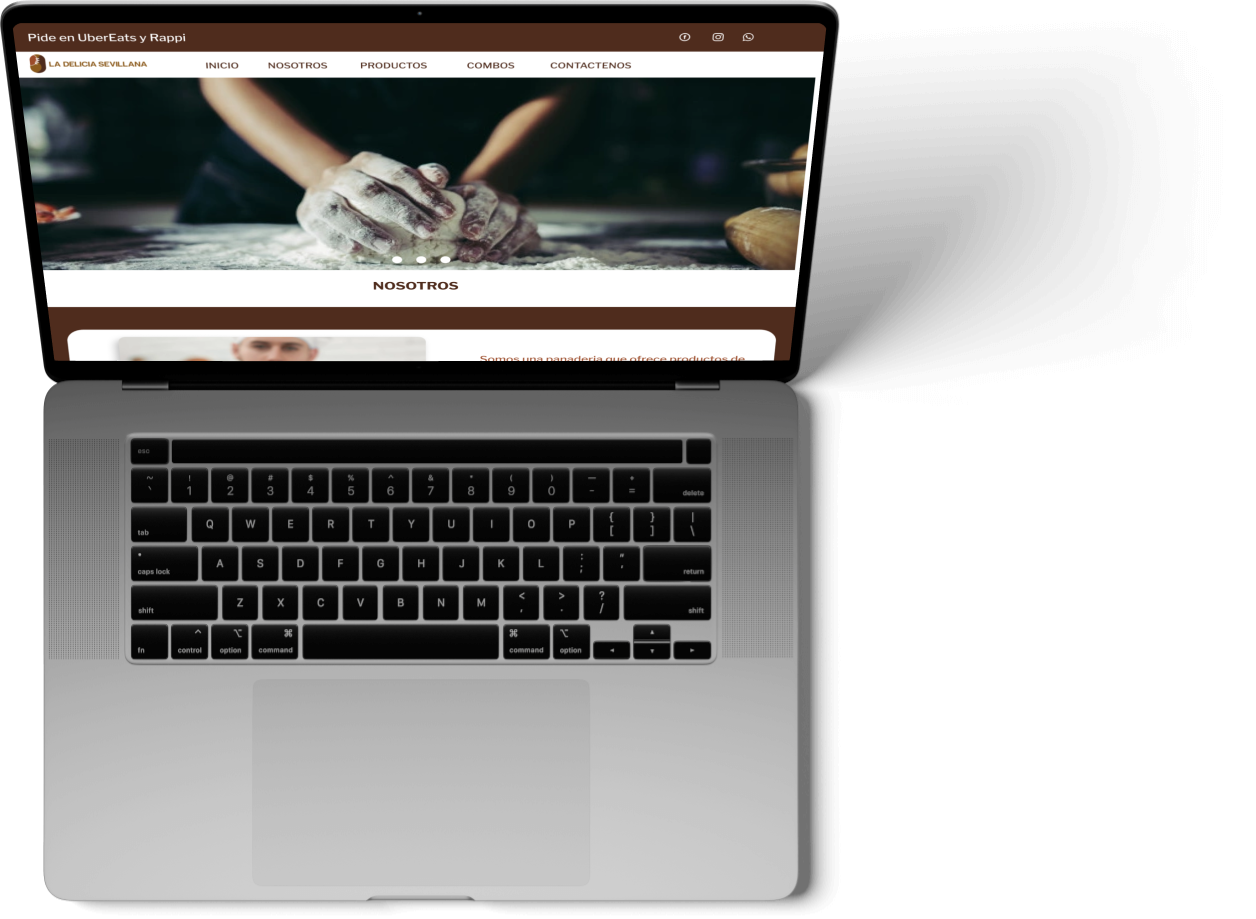 Pide en UberEats y Rappi
LA DELICIA SEVILLANA
INICIO NOSOTROS PRODUCTOS COMBOS CONTACTENOS
NOSOTROS
Somos una panaderia que ofrece productos de
esc
~ ! @ # $ % ^ & * ( ) — +
` 1 2 3 4 5 6 7 8 9 0 - = delete
tab Q W E R T Y U I O P { [ } ] | \
caps lock A S D F G H J K L : ; " ' return
shift Z X C V B N M < , > . ? / shift
fn control option command command option